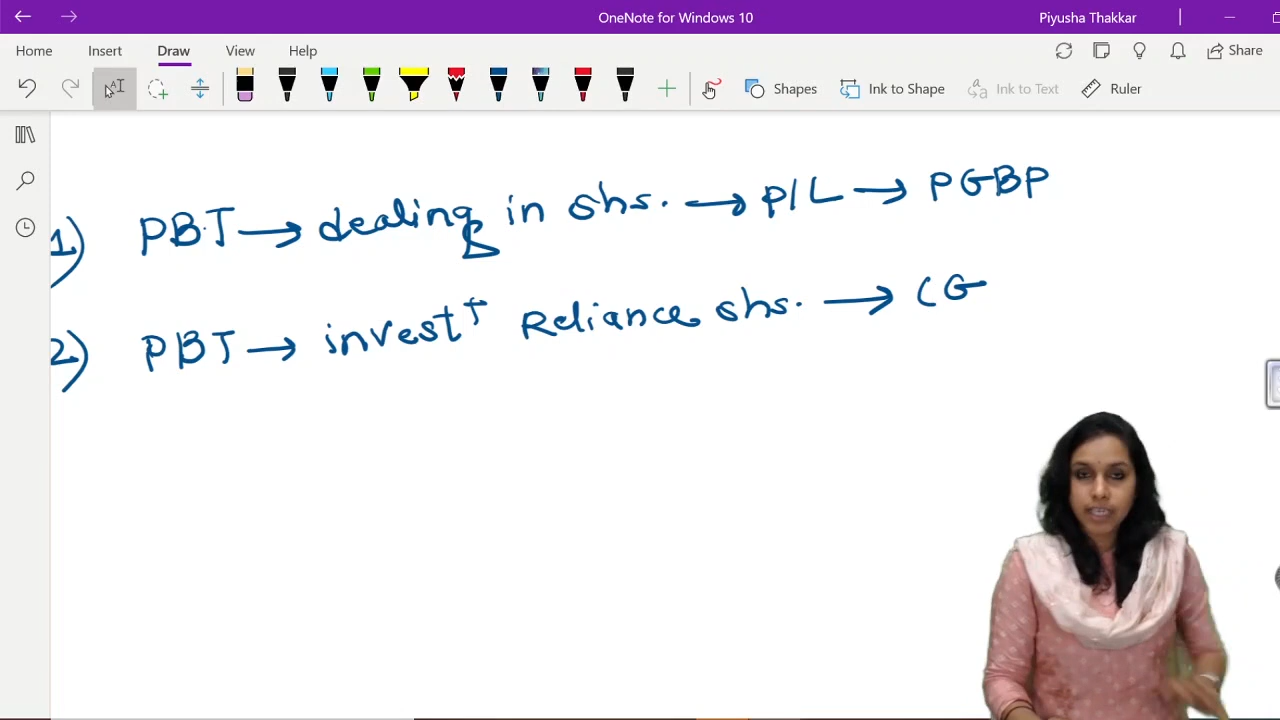 OneNote for Windows 10
Piyusha Thakkar
Home Insert Draw View Help
Share
Shapes Ink to Shape Ink to Text Ruler
1) PBT → dealing in shs. → P/L → PGBP
2) PBT → invest+ Reliance shs. → CG